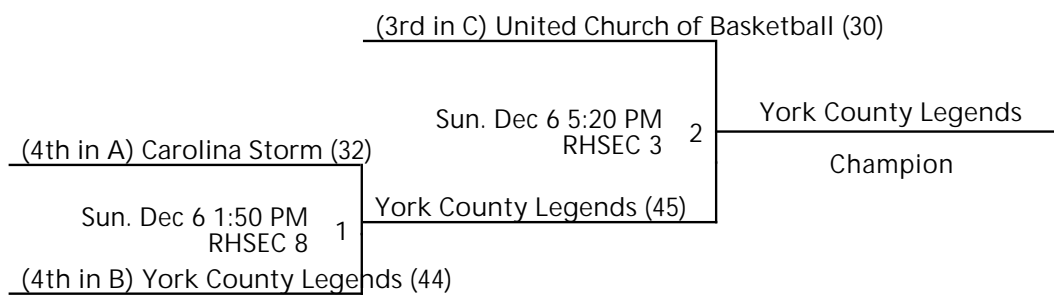 (3rd in C) United Church of Basketball (30)
Sun. Dec 6 5:20 PM
RHSEC 3
2
York County Legends
Champion
(4th in A) Carolina Storm (32)
Sun. Dec 6 1:50 PM
RHSEC 8
1
York County Legends (45)
(4th in B) York County Legends (44)